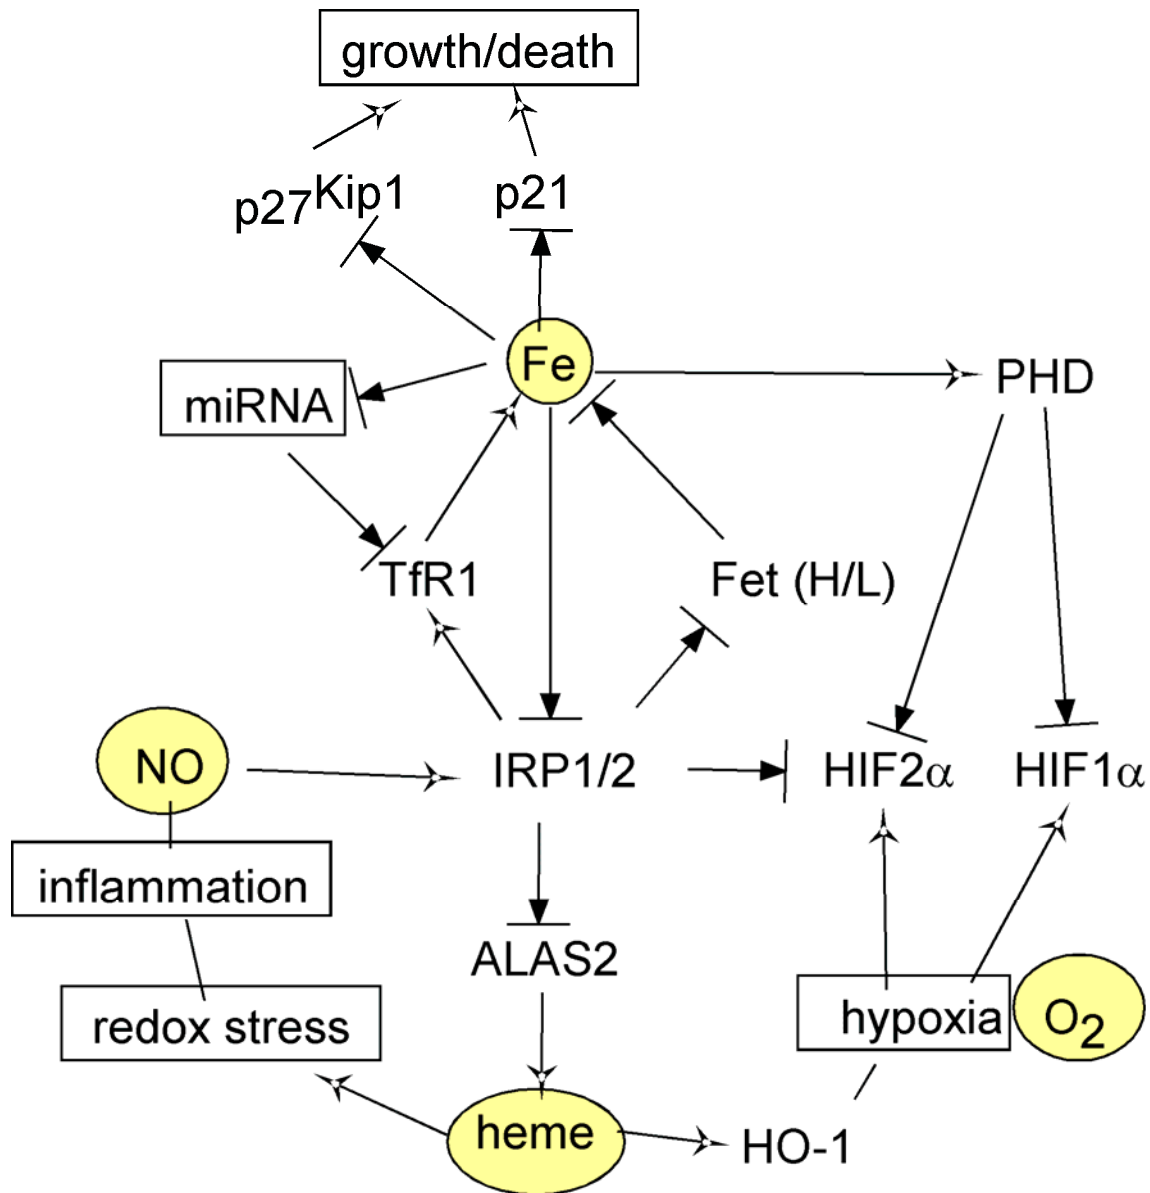 growth/death
p27Kip1
p21
Fe
PHD
miRNA
TfR1
Fet (H/L)
NO
IRP1/2
HIF2α
HIF1α
inflammation
ALAS2
redox stress
hypoxia
O2
heme
HO-1